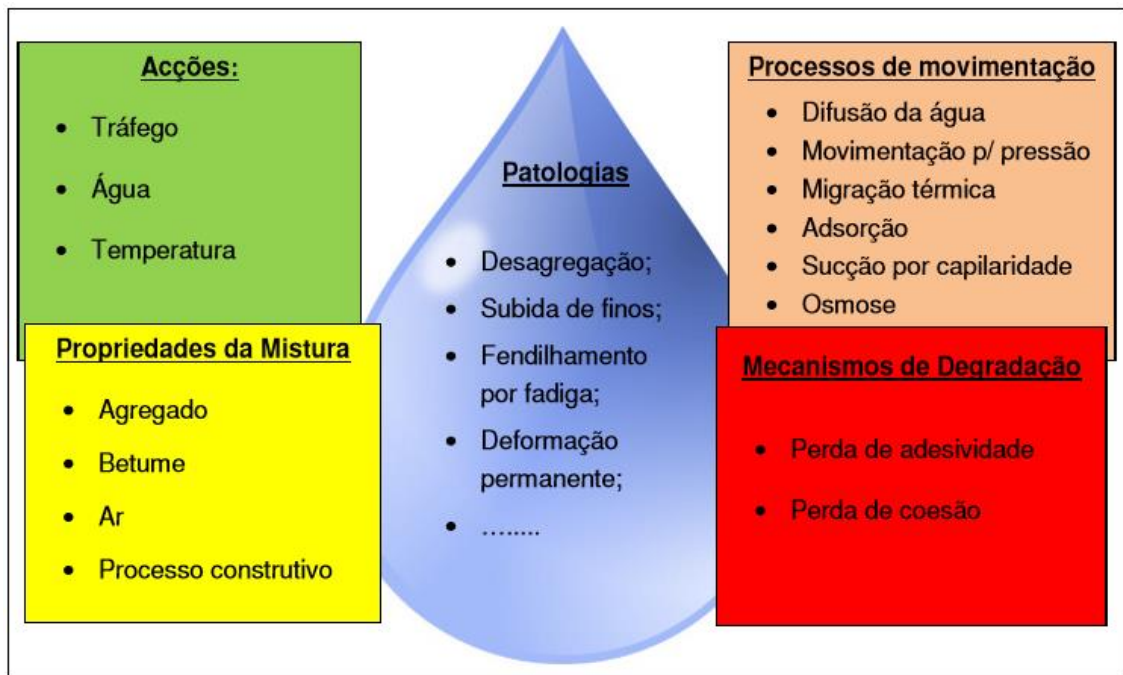 Acções:
• Tráfego
• Água
• Temperatura
Propriedades da Mistura
• Agregado
• Betume
• Ar
• Processo construtivo
Patologias
• Desagregação;
• Subida de finos;
• Fendilhamento
por fadiga;
• Deformação
permanente;
• ….....
Processos de movimentação
• Difusão da água
• Movimentação p/ pressão
• Migração térmica
• Adsorção
• Sucção por capilaridade
• Osmose
Mecanismos de Degradação
• Perda de adesividade
• Perda de coesão